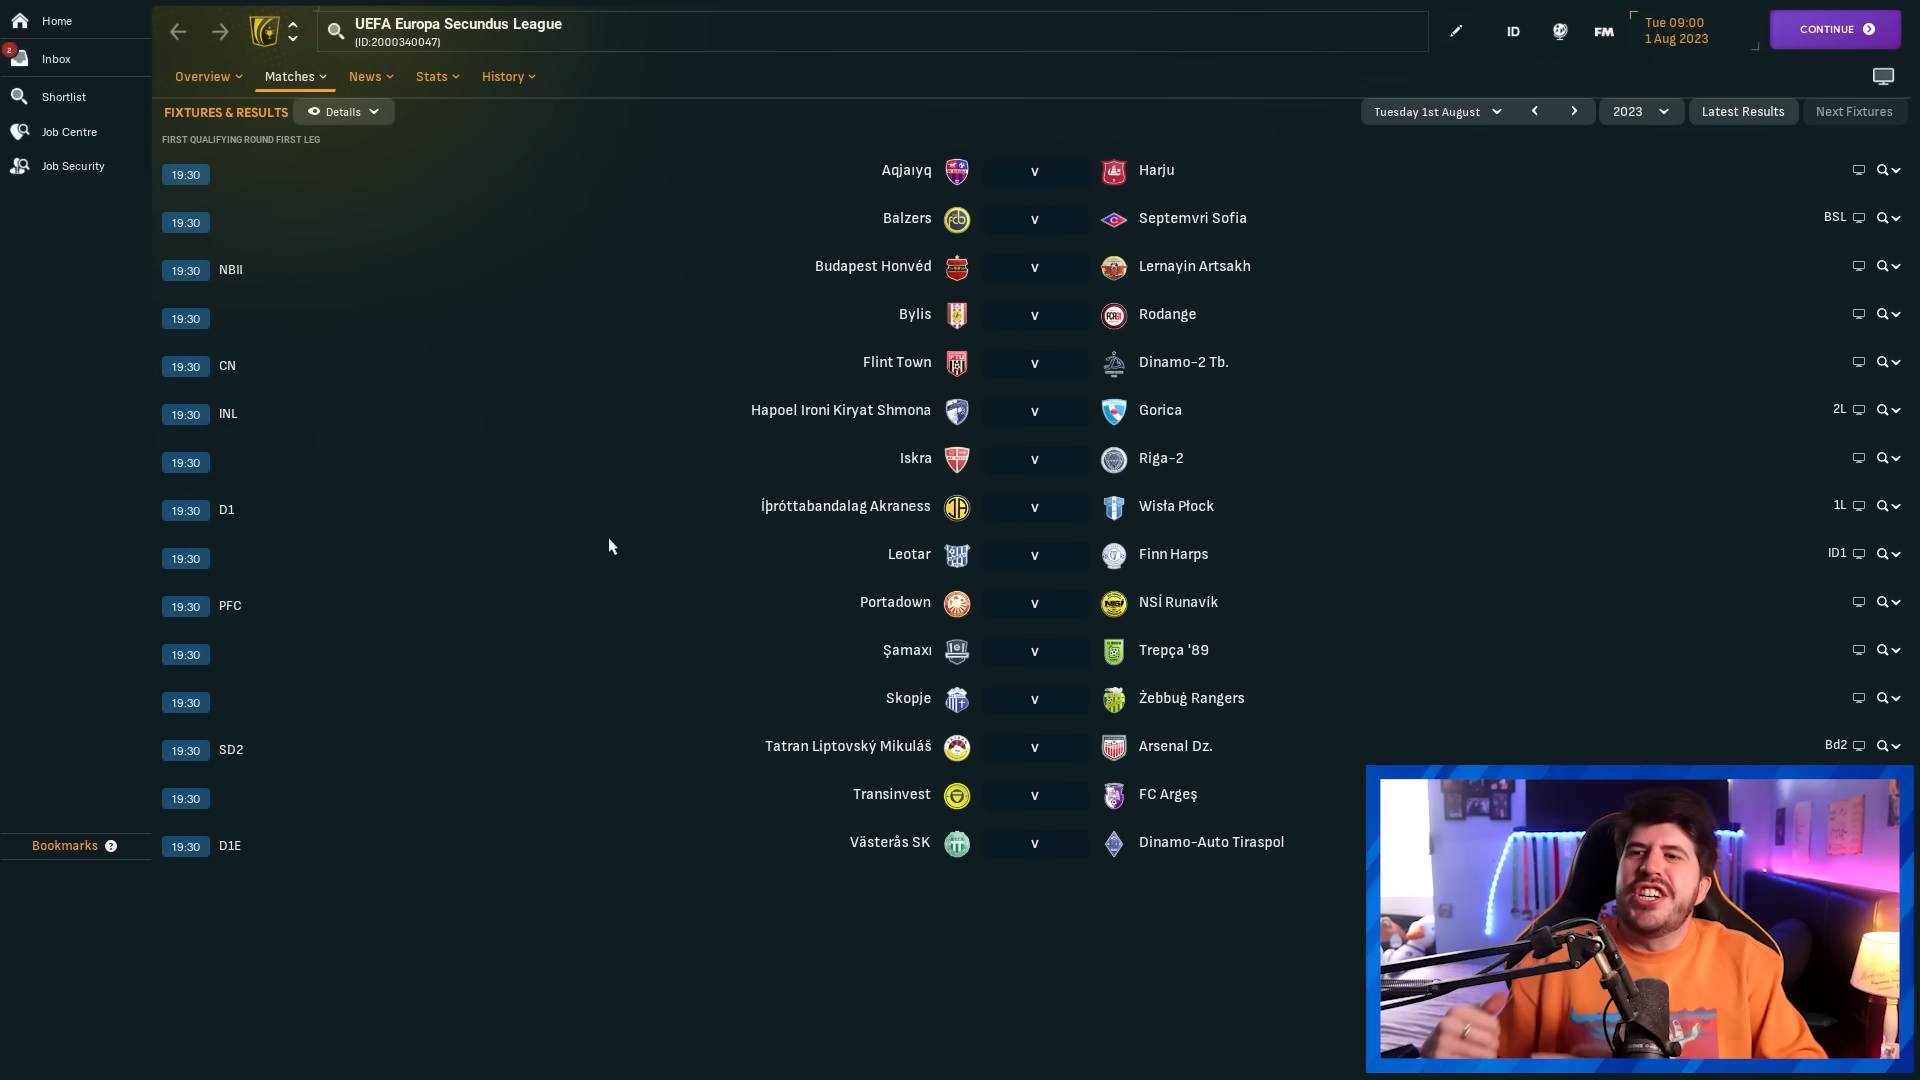 Home
2
Inbox
Shortlist
Job Centre
Job Security
Bookmarks ?
UEFA Europa Secundus League
(ID:2000340047)
ID
FM
Tue 09:00
1 Aug 2023
CONTINUE
Overview
Matches
News
Stats
History
FIXTURES & RESULTS
Details
Tuesday 1st August
2023
Latest Results
Next Fixtures
FIRST QUALIFYING ROUND FIRST LEG
19:30 Aqjaıyq v Harju
19:30 Balzers v Septemvri Sofia BSL
19:30 NBII Budapest Honvéd v Lernayin Artsakh
19:30 Bylis v Rodange
19:30 CN Flint Town v Dinamo-2 Tb.
19:30 INL Hapoel Ironi Kiryat Shmona v Gorica 2L
19:30 Iskra v Riga-2
19:30 D1 Íþróttabandalag Akraness v Wisła Płock 1L
19:30 Leotar v Finn Harps ID1
19:30 PFC Portadown v NSÍ Runavík
19:30 Şamaxı v Trepça '89
19:30 Skopje v Żebbuġ Rangers
19:30 SD2 Tatran Liptovský Mikuláš v Arsenal Dz. Bd2
19:30 Transinvest v FC Argeş
19:30 D1E Västerås SK v Dinamo-Auto Tiraspol